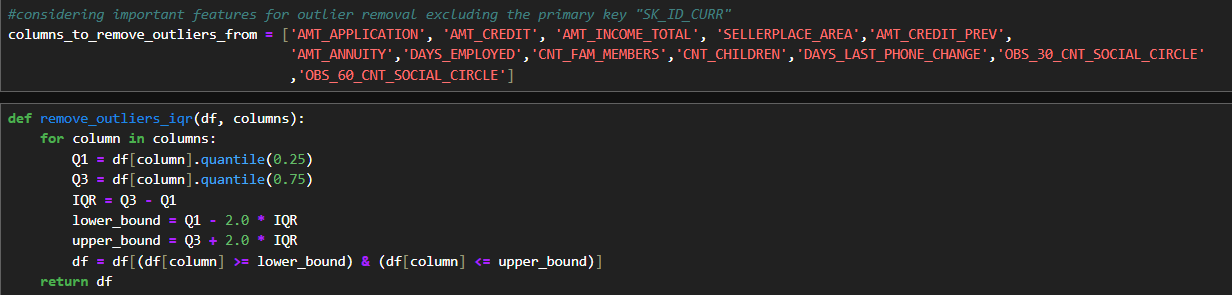 #considering important features for outlier removal excluding the primary key "SK_ID_CURR"
columns_to_remove_outliers_from = ['AMT_APPLICATION', 'AMT_CREDIT', 'AMT_INCOME_TOTAL', 'SELLERPLACE_AREA','AMT_CREDIT_PREV',
                                   'AMT_ANNUITY','DAYS_EMPLOYED','CNT_FAM_MEMBERS','CNT_CHILDREN','DAYS_LAST_PHONE_CHANGE','OBS_30_CNT_SOCIAL_CIRCLE'
                                   ,'OBS_60_CNT_SOCIAL_CIRCLE']
def remove_outliers_iqr(df, columns):
    for column in columns:
        Q1 = df[column].quantile(0.25)
        Q3 = df[column].quantile(0.75)
        IQR = Q3 - Q1
        lower_bound = Q1 - 2.0 * IQR
        upper_bound = Q3 + 2.0 * IQR
        df = df[(df[column] >= lower_bound) & (df[column] <= upper_bound)]
    return df